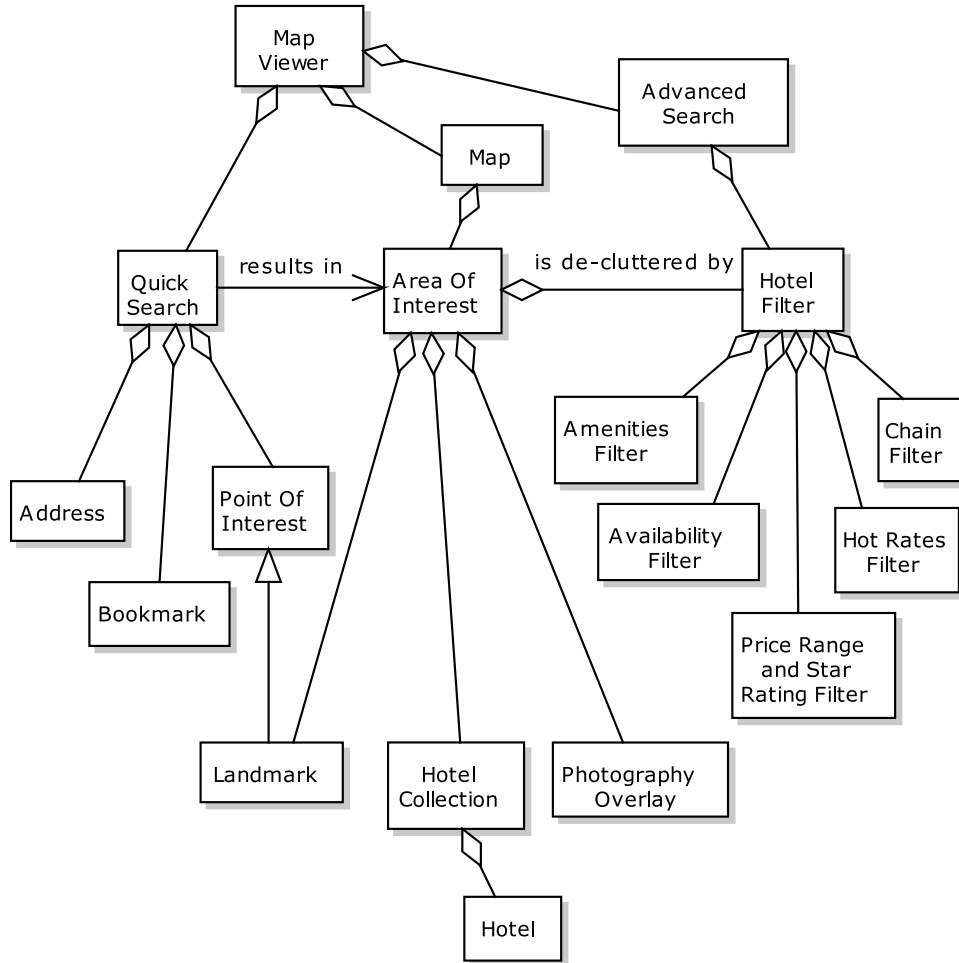 Map
Viewer
Advanced
Search
Map
results in
is de-cluttered by
Quick
Search
Area Of
Interest
Hotel
Filter
Amenities
Filter
Chain
Filter
Address
Point Of
Interest
Availability
Filter
Hot Rates
Filter
Bookmark
Price Range
and Star
Rating Filter
Landmark
Hotel
Collection
Photography
Overlay
Hotel